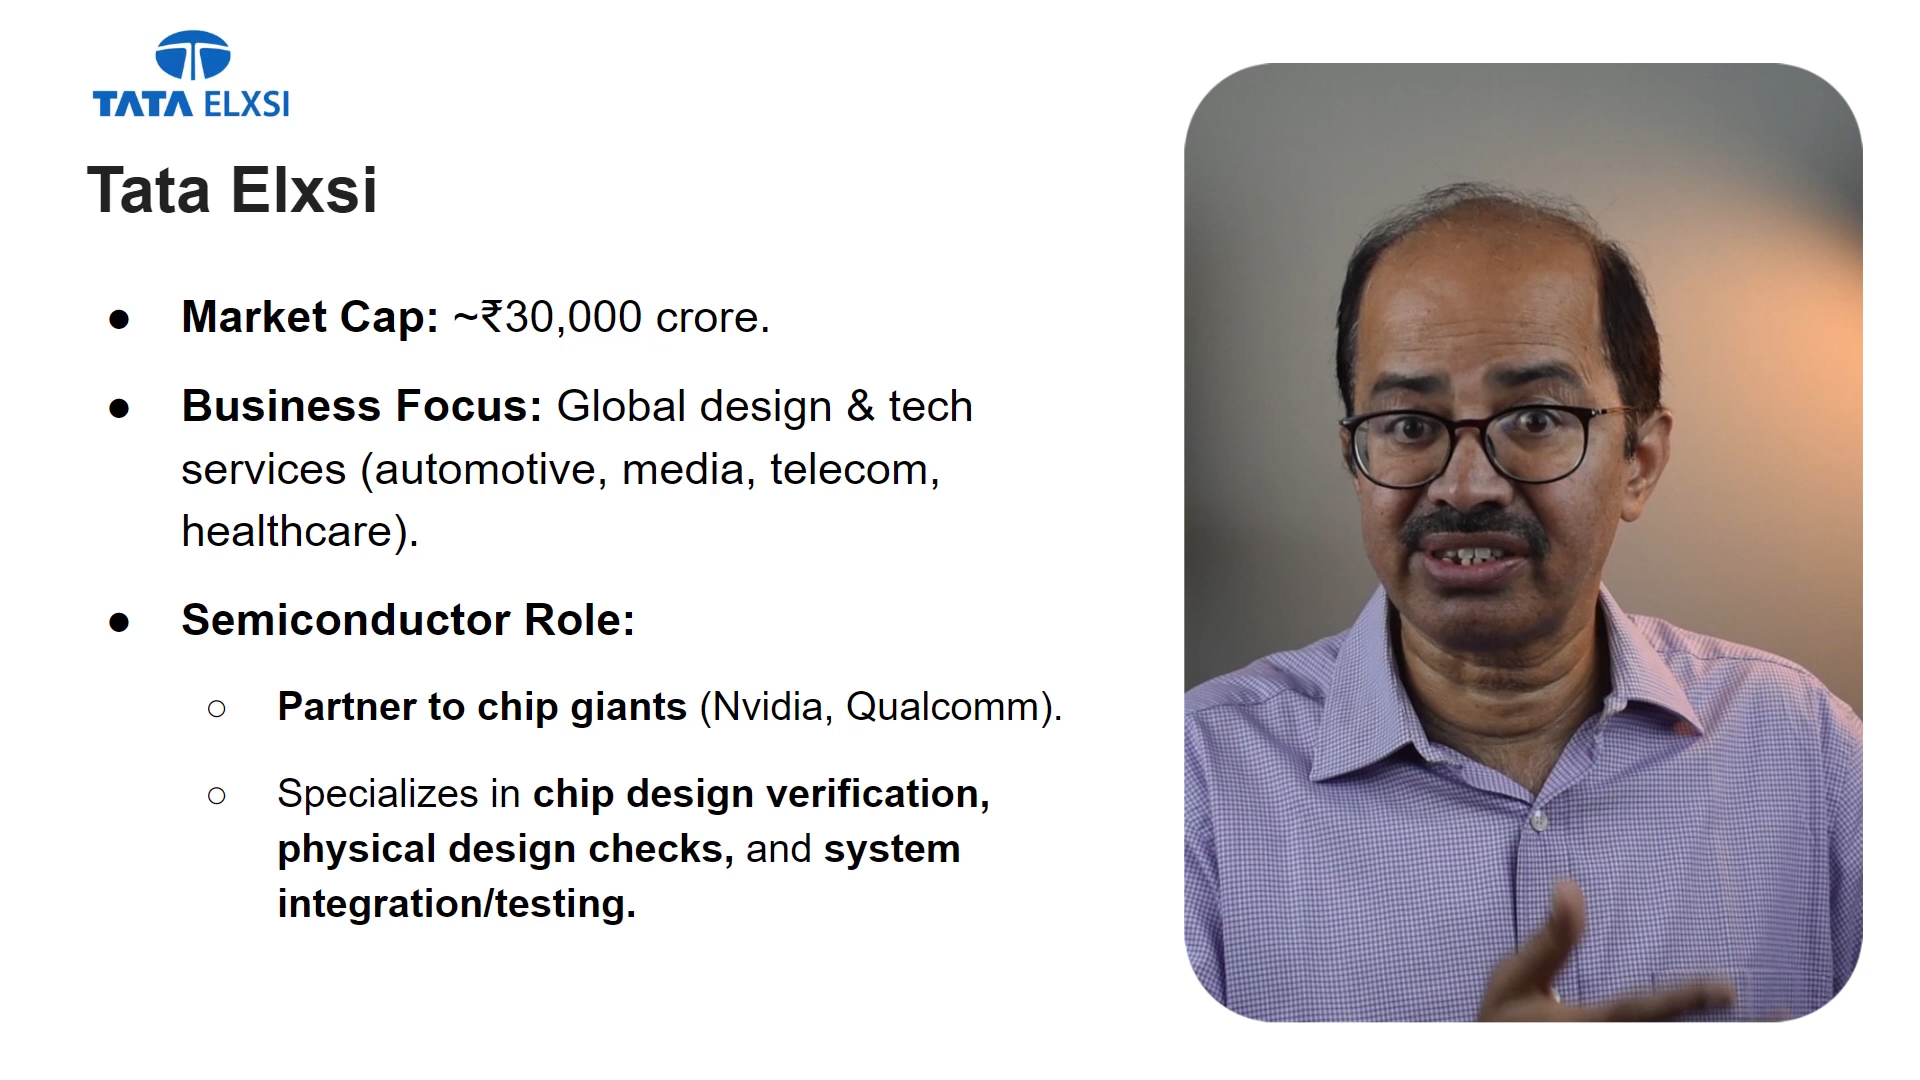 TATA ELXSI
Tata Elxsi
● Market Cap: ~₹30,000 crore.
● Business Focus: Global design & tech
services (automotive, media, telecom,
healthcare).
● Semiconductor Role:
○ Partner to chip giants (Nvidia, Qualcomm).
○ Specializes in chip design verification,
physical design checks, and system
integration/testing.